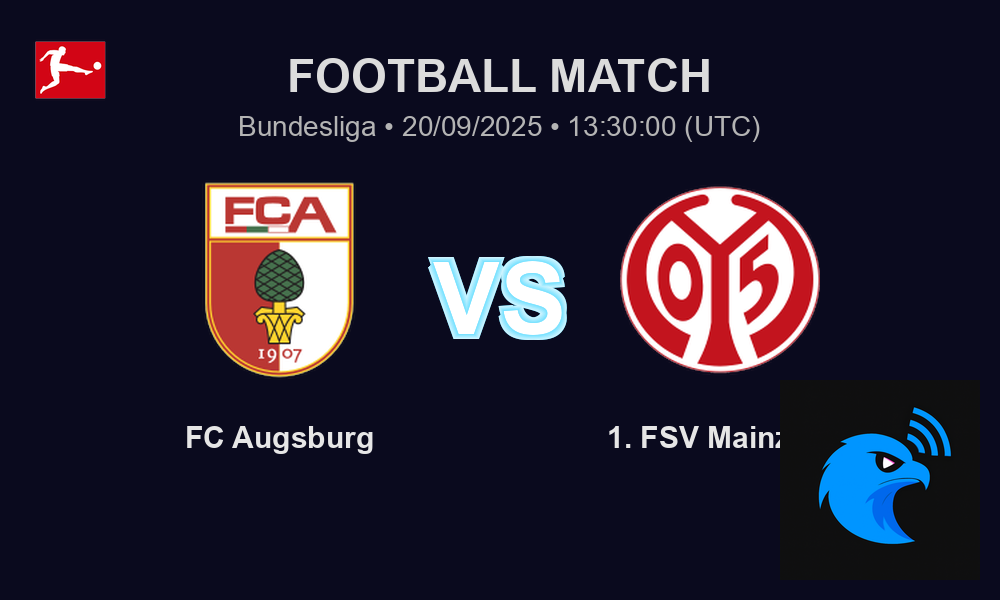 FOOTBALL MATCH
Bundesliga • 20/09/2025 • 13:30:00 (UTC)
FCA
1907
VS
05
FC Augsburg
1. FSV Mainz